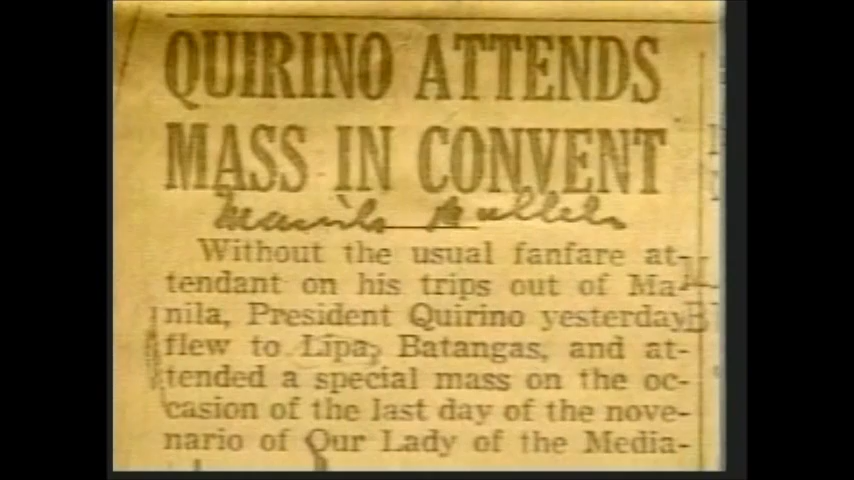 QUIRINO ATTENDS
MASS IN CONVENT
Manila Bulletin
Without the usual fanfare at-
tendant on his trips out of Ma-
nila, President Quirino yesterday
flew to Lipa, Batangas, and at-
tended a special mass on the oc-
casion of the last day of the nove-
nario of Our Lady of the Media-